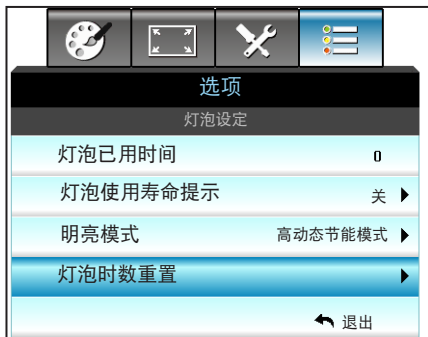 选项
灯泡设定
灯泡已用时间 0
灯泡使用寿命提示 关
明亮模式 高动态节能模式
灯泡时数重置
退出